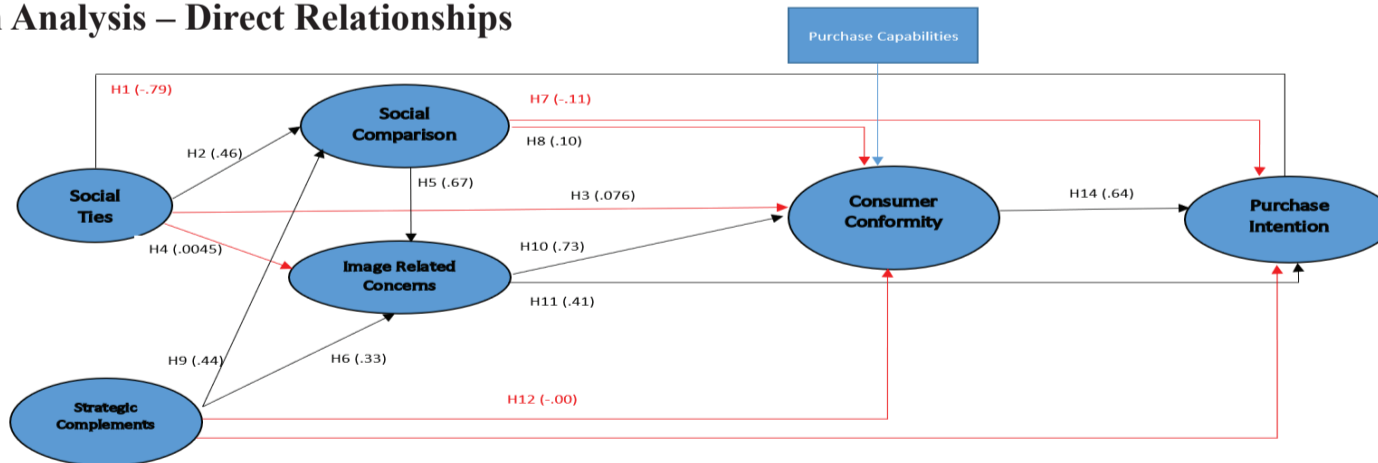 Analysis – Direct Relationships
Purchase Capabilities
H1 (-.79)
H7 (-.11)
Social
Comparison
H8 (.10)
H2 (.46)
H5 (.67)
H3 (.076)
Social
Ties
Consumer
Conformity
H14 (.64)
Purchase
Intention
H4 (.0045)
H10 (.73)
Image Related
Concerns
H11 (.41)
H9 (.44)
H6 (.33)
H12 (-.00)
Strategic
Complements